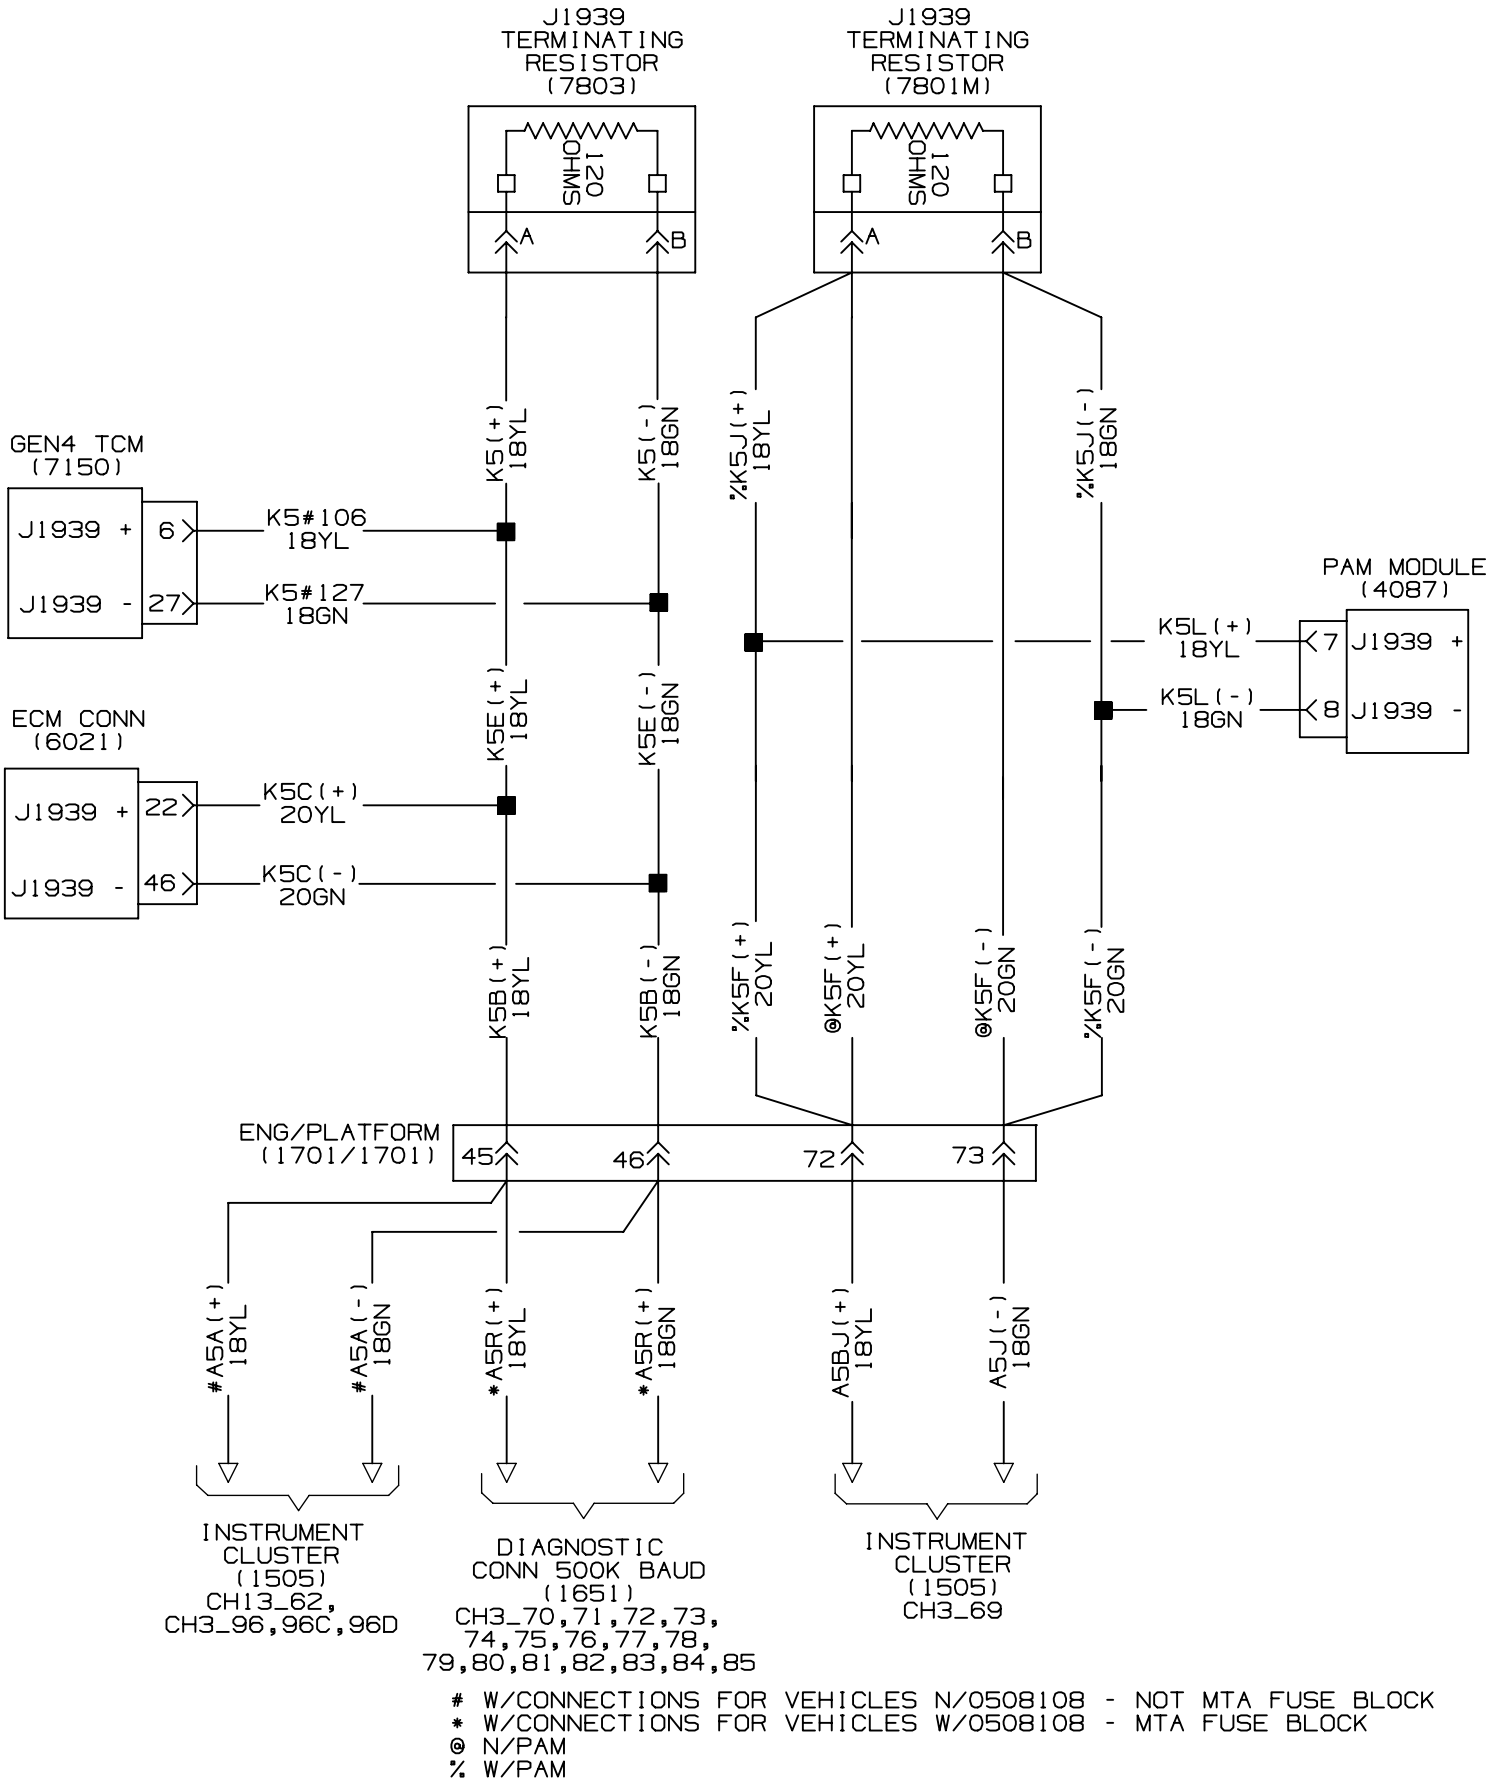 J1939
TERMINATING
RESISTOR
(7803)
J1939
TERMINATING
RESISTOR
(7801M)
120
OHMS
120
OHMS
A
B
A
B
K5(+)
18YL
K5(-)
18GN
%K5J(+)
18YL
%K5J(-)
18GN
GEN4 TCM
(7150)
J1939 +
6
K5#106
18YL
J1939 -
27
K5#127
18GN
PAM MODULE
(4087)
K5L(+)
18YL
7
J1939 +
K5L(-)
18GN
8
J1939 -
K5E(+)
18YL
K5E(-)
18GN
ECM CONN
(6021)
J1939 +
22
K5C(+)
20YL
J1939 -
46
K5C(-)
20GN
K5B(+)
18YL
K5B(-)
18GN
%K5F(+)
20YL
@K5F(+)
20YL
@K5F(-)
20GN
%K5F(-)
20GN
ENG/PLATFORM
(1701/1701)
45
46
72
73
#A5A(+)
18YL
#A5A(-)
18GN
*A5R(+)
18YL
*A5R(+)
18GN
A5BJ(+)
18YL
A5J(-)
18GN
INSTRUMENT
CLUSTER
(1505)
CH13_62,
CH3_96,96C,96D
DIAGNOSTIC
CONN 500K BAUD
(1651)
CH3_70,71,72,73,
74,75,76,77,78,
79,80,81,82,83,84,85
INSTRUMENT
CLUSTER
(1505)
CH3_69
# W/CONNECTIONS FOR VEHICLES N/0508108 - NOT MTA FUSE BLOCK
* W/CONNECTIONS FOR VEHICLES W/0508108 - MTA FUSE BLOCK
@ N/PAM
% W/PAM